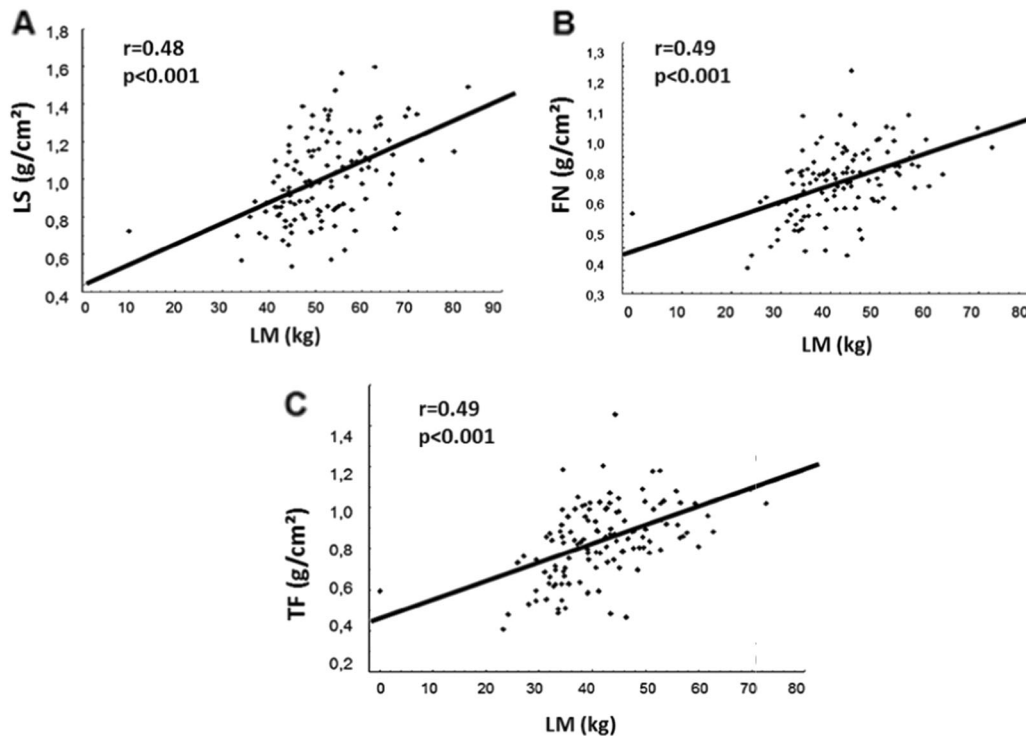 A
r=0.48
p<0.001
LS (g/cm²)
1,8
1,6
1,4
1,2
1,0
0,8
0,6
0,4
0 10 20 30 40 50 60 70 80 90
LM (kg)
B
r=0.49
p<0.001
FN (g/cm²)
1,3
1,2
1,0
1,0
0,8
0,6
0,5
0,4
0,3
0 10 20 30 40 50 60 70 80
LM (kg)
C
r=0.49
p<0.001
TF (g/cm²)
1,4
1,2
1,0
0,8
0,6
0,4
0,2
0 10 20 30 40 50 60 70 80
LM (kg)